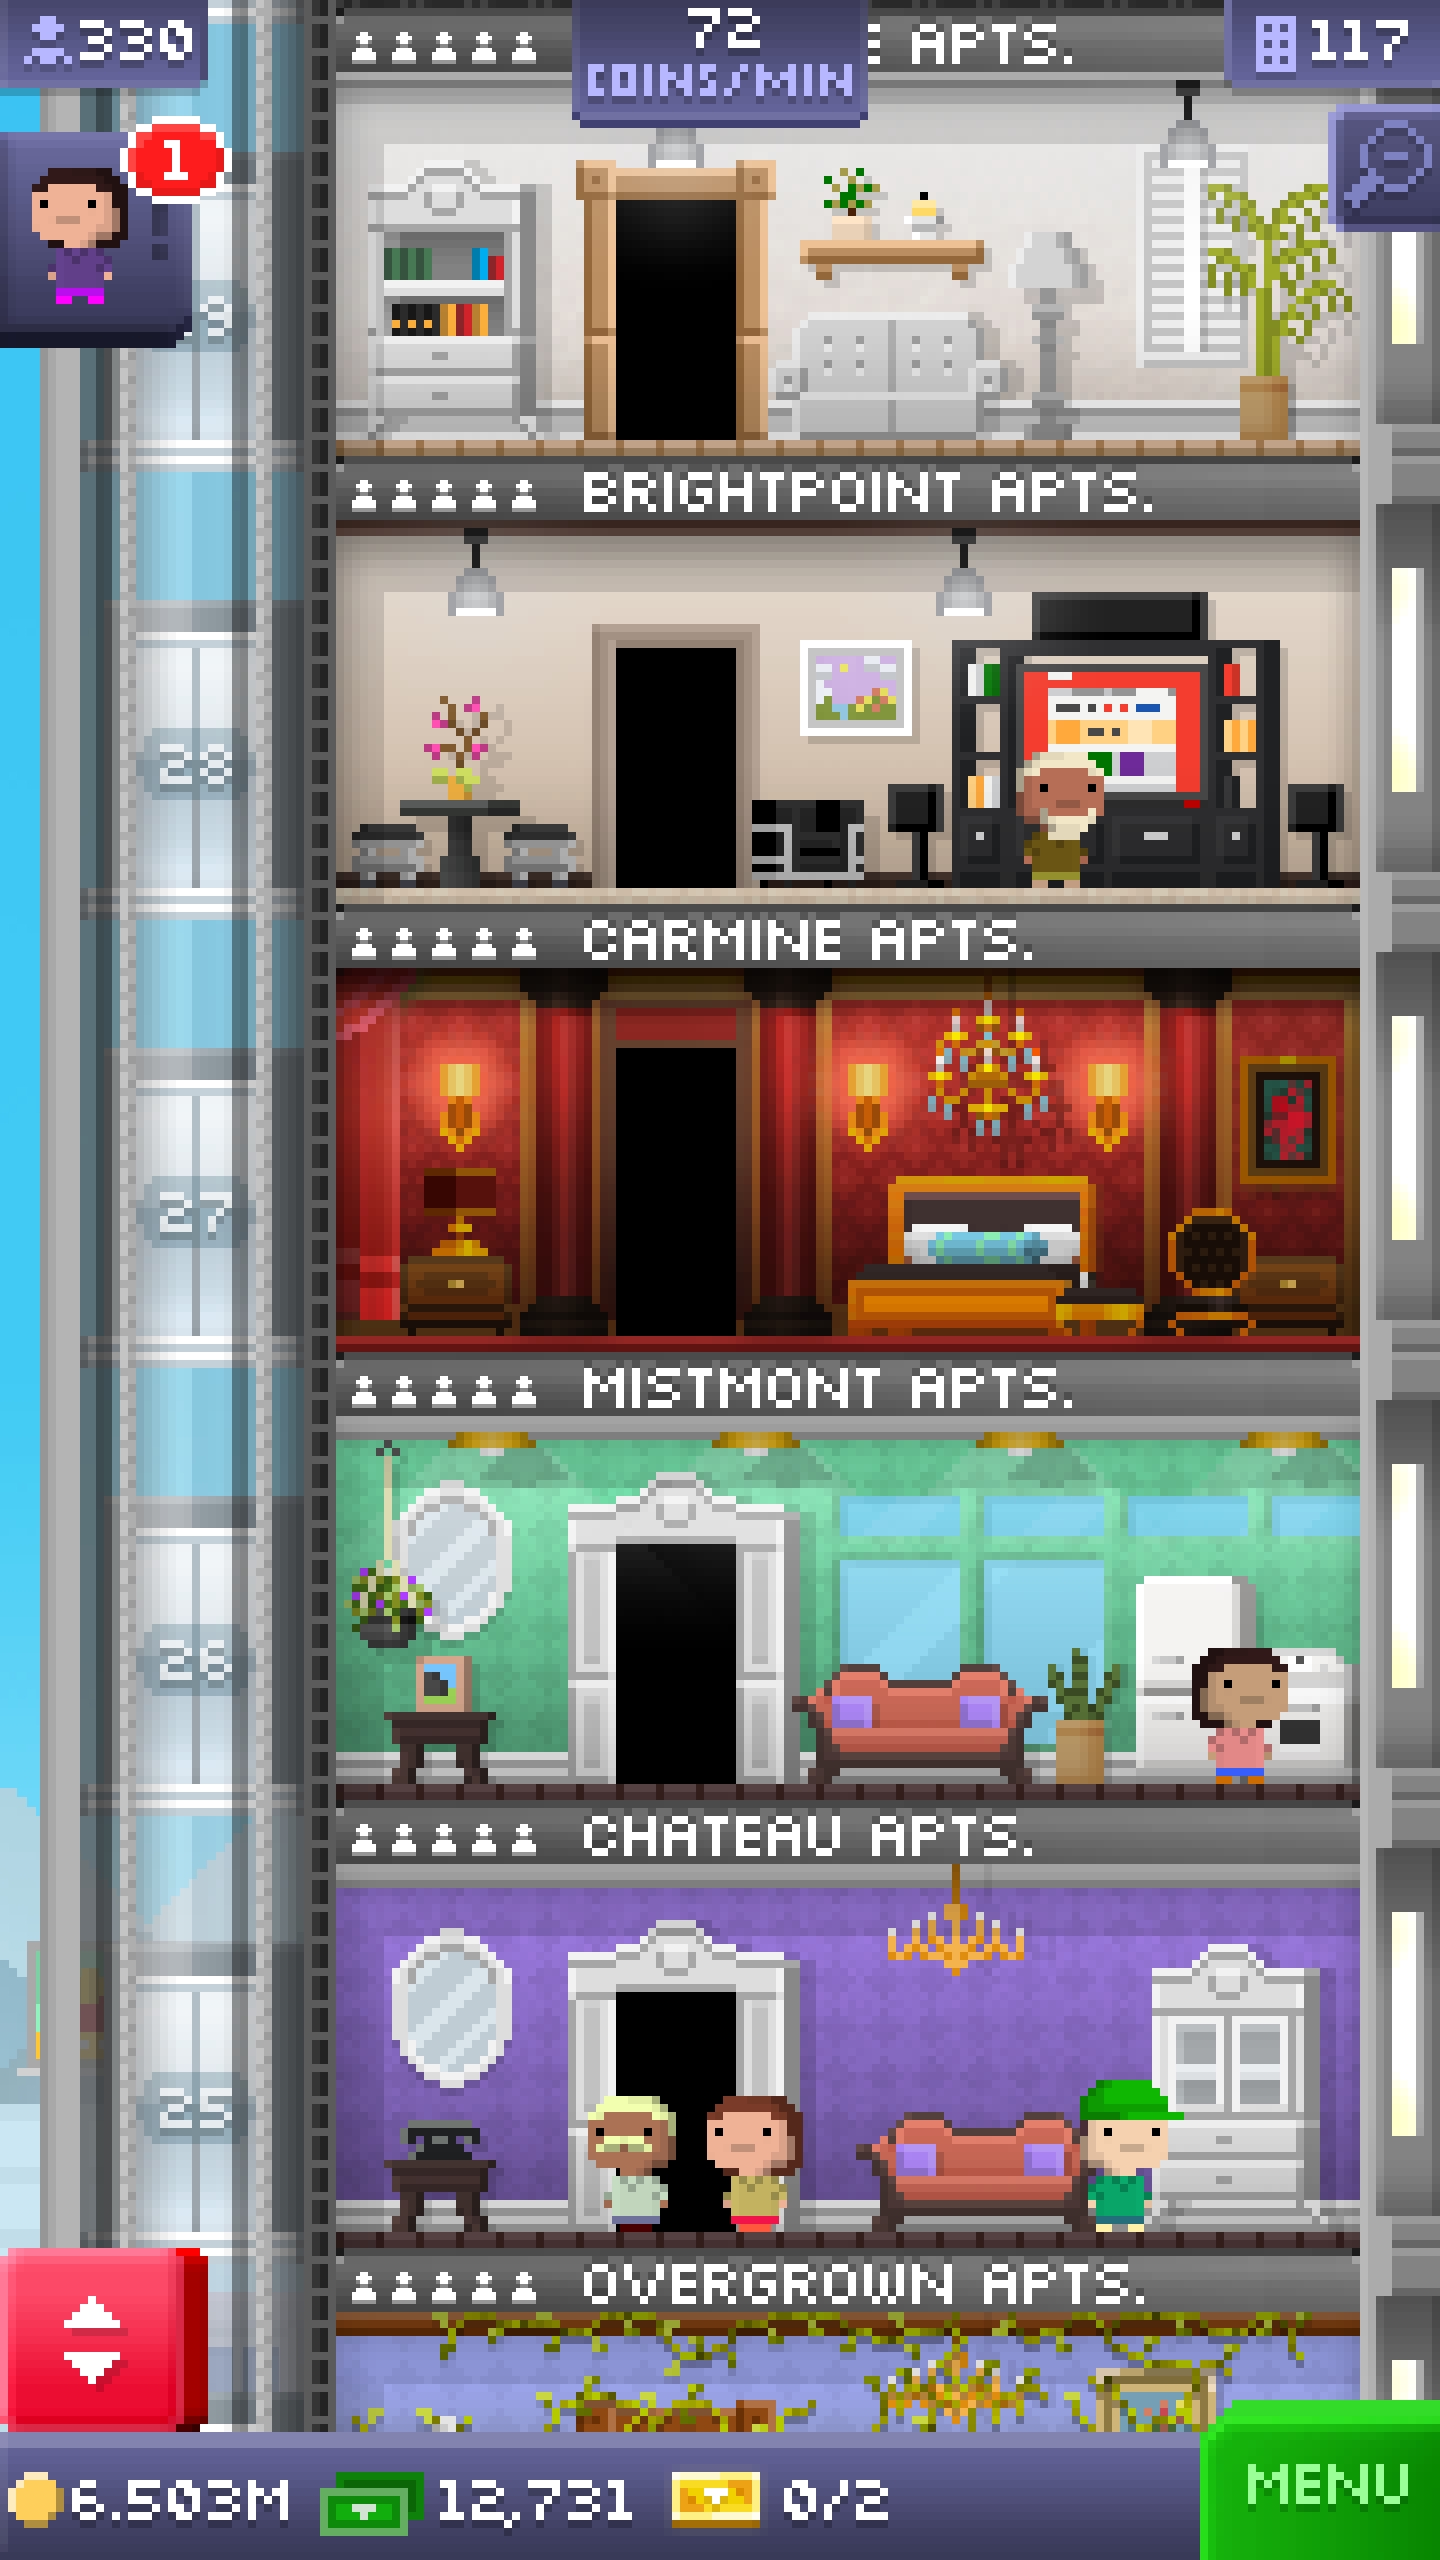 330
72
COINS/MIN
APTS.
117
1
BRIGHTPOINT APTS.
28
CARMINE APTS.
27
MISTMONT APTS.
26
CHATEAU APTS.
25
OVERGROWN APTS.
6.503M
12,731
0/2
MENU